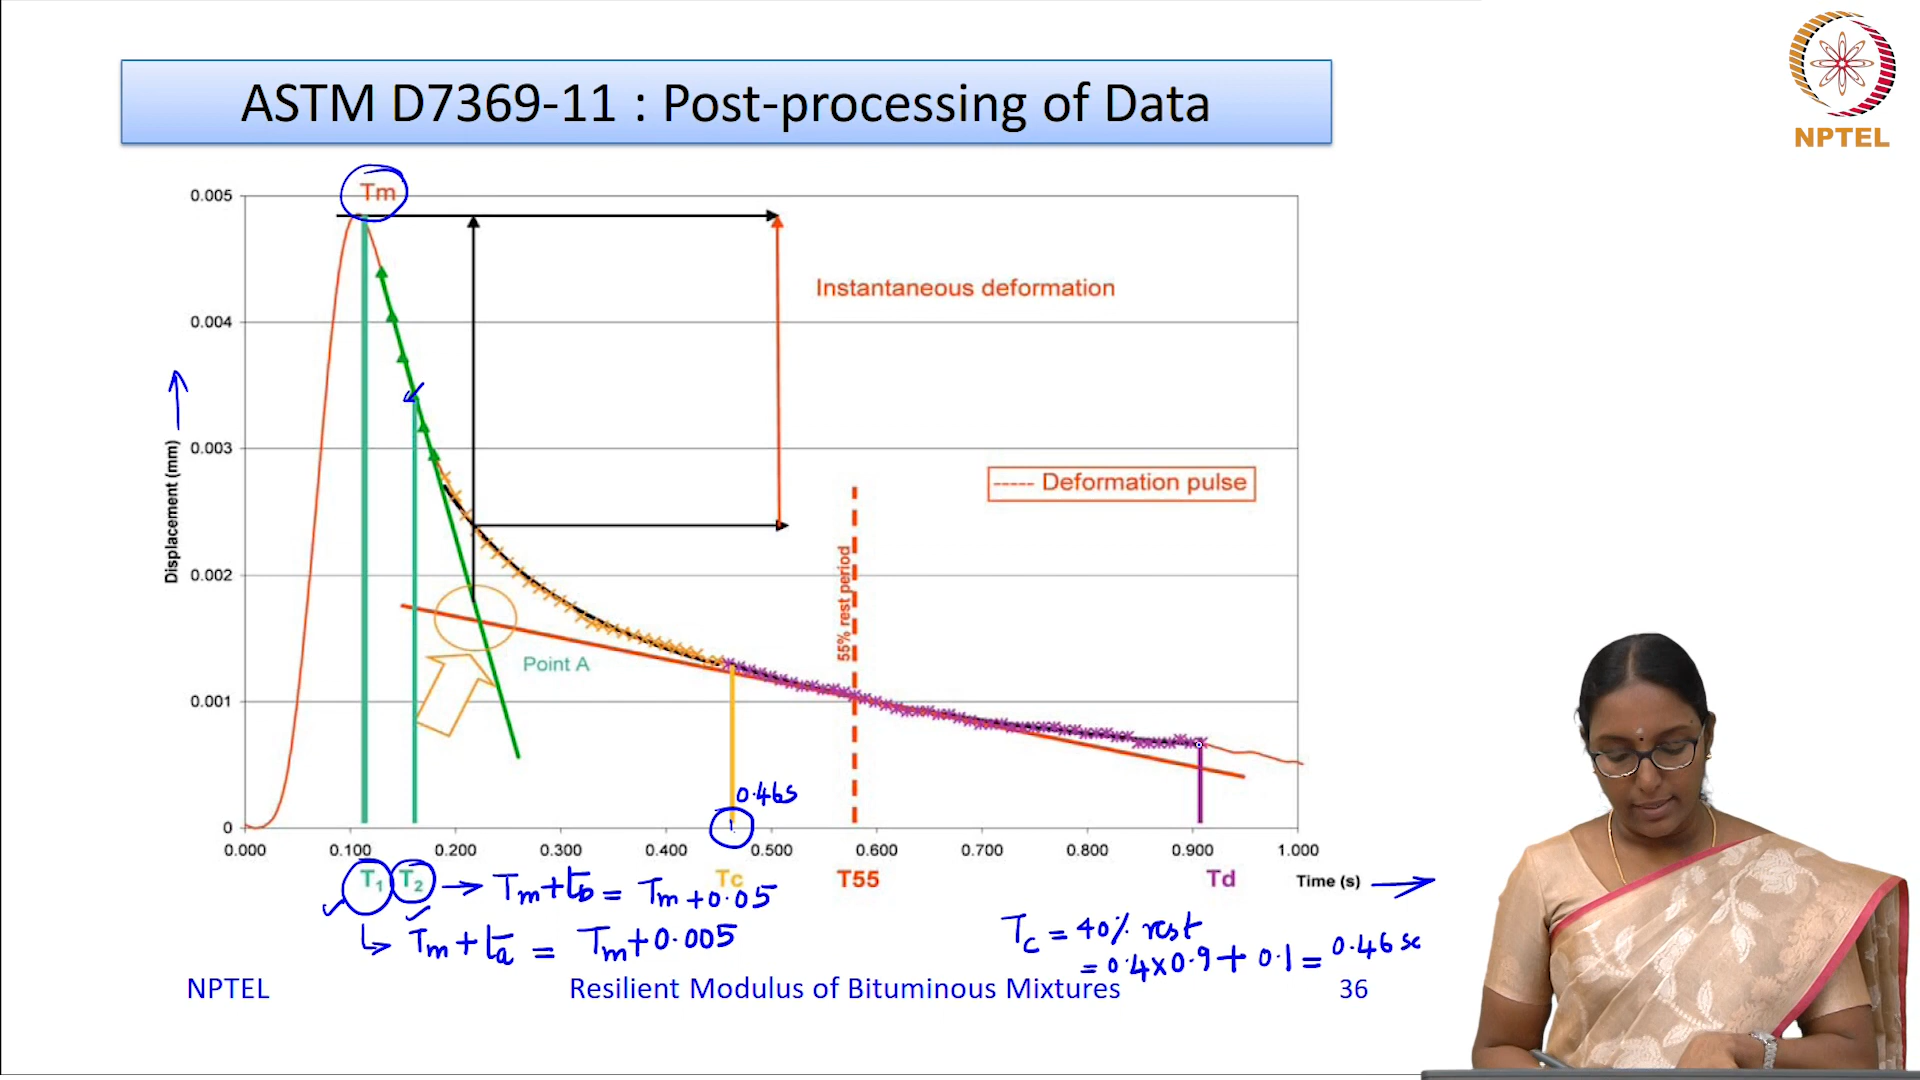 NPTEL
ASTM D7369-11 : Post-processing of Data
Tm
0.005
Instantaneous deformation
0.004
0.003
Deformation pulse
Displacement (mm)
0.002
55% rest period
Point A
0.001
0.46s
0
0.000 0.100 0.200 0.300 0.400 0.500 0.600 0.700 0.800 0.900 1.000
T1 T2 → Tm+tb = Tm+0.05
Tc T55 Td Time (s)
↳ Tm+ta = Tm+0.005
Tc = 40% rest
= 0.4x0.9+0.1= 0.46 sc
NPTEL Resilient Modulus of Bituminous Mixtures 36